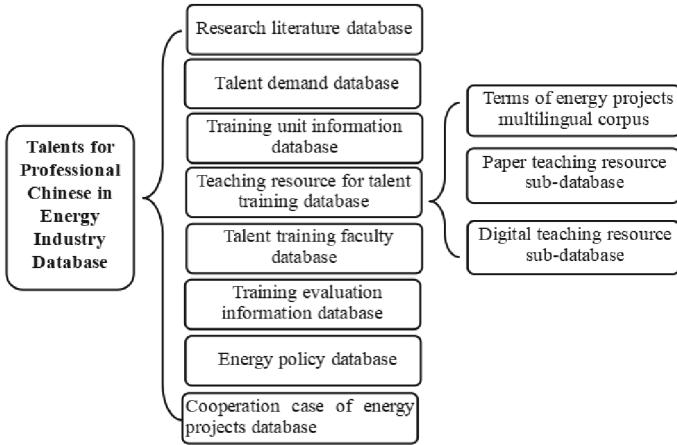 Talents for
Professional
Chinese in
Energy
Industry
Database
Research literature database
Talent demand database
Training unit information
database
Teaching resource for talent
training database
Talent training faculty
database
Training evaluation
information database
Energy policy database
Cooperation case of energy
projects database
Terms of energy projects
multilingual corpus
Paper teaching resource
sub-database
Digital teaching resource
sub-database